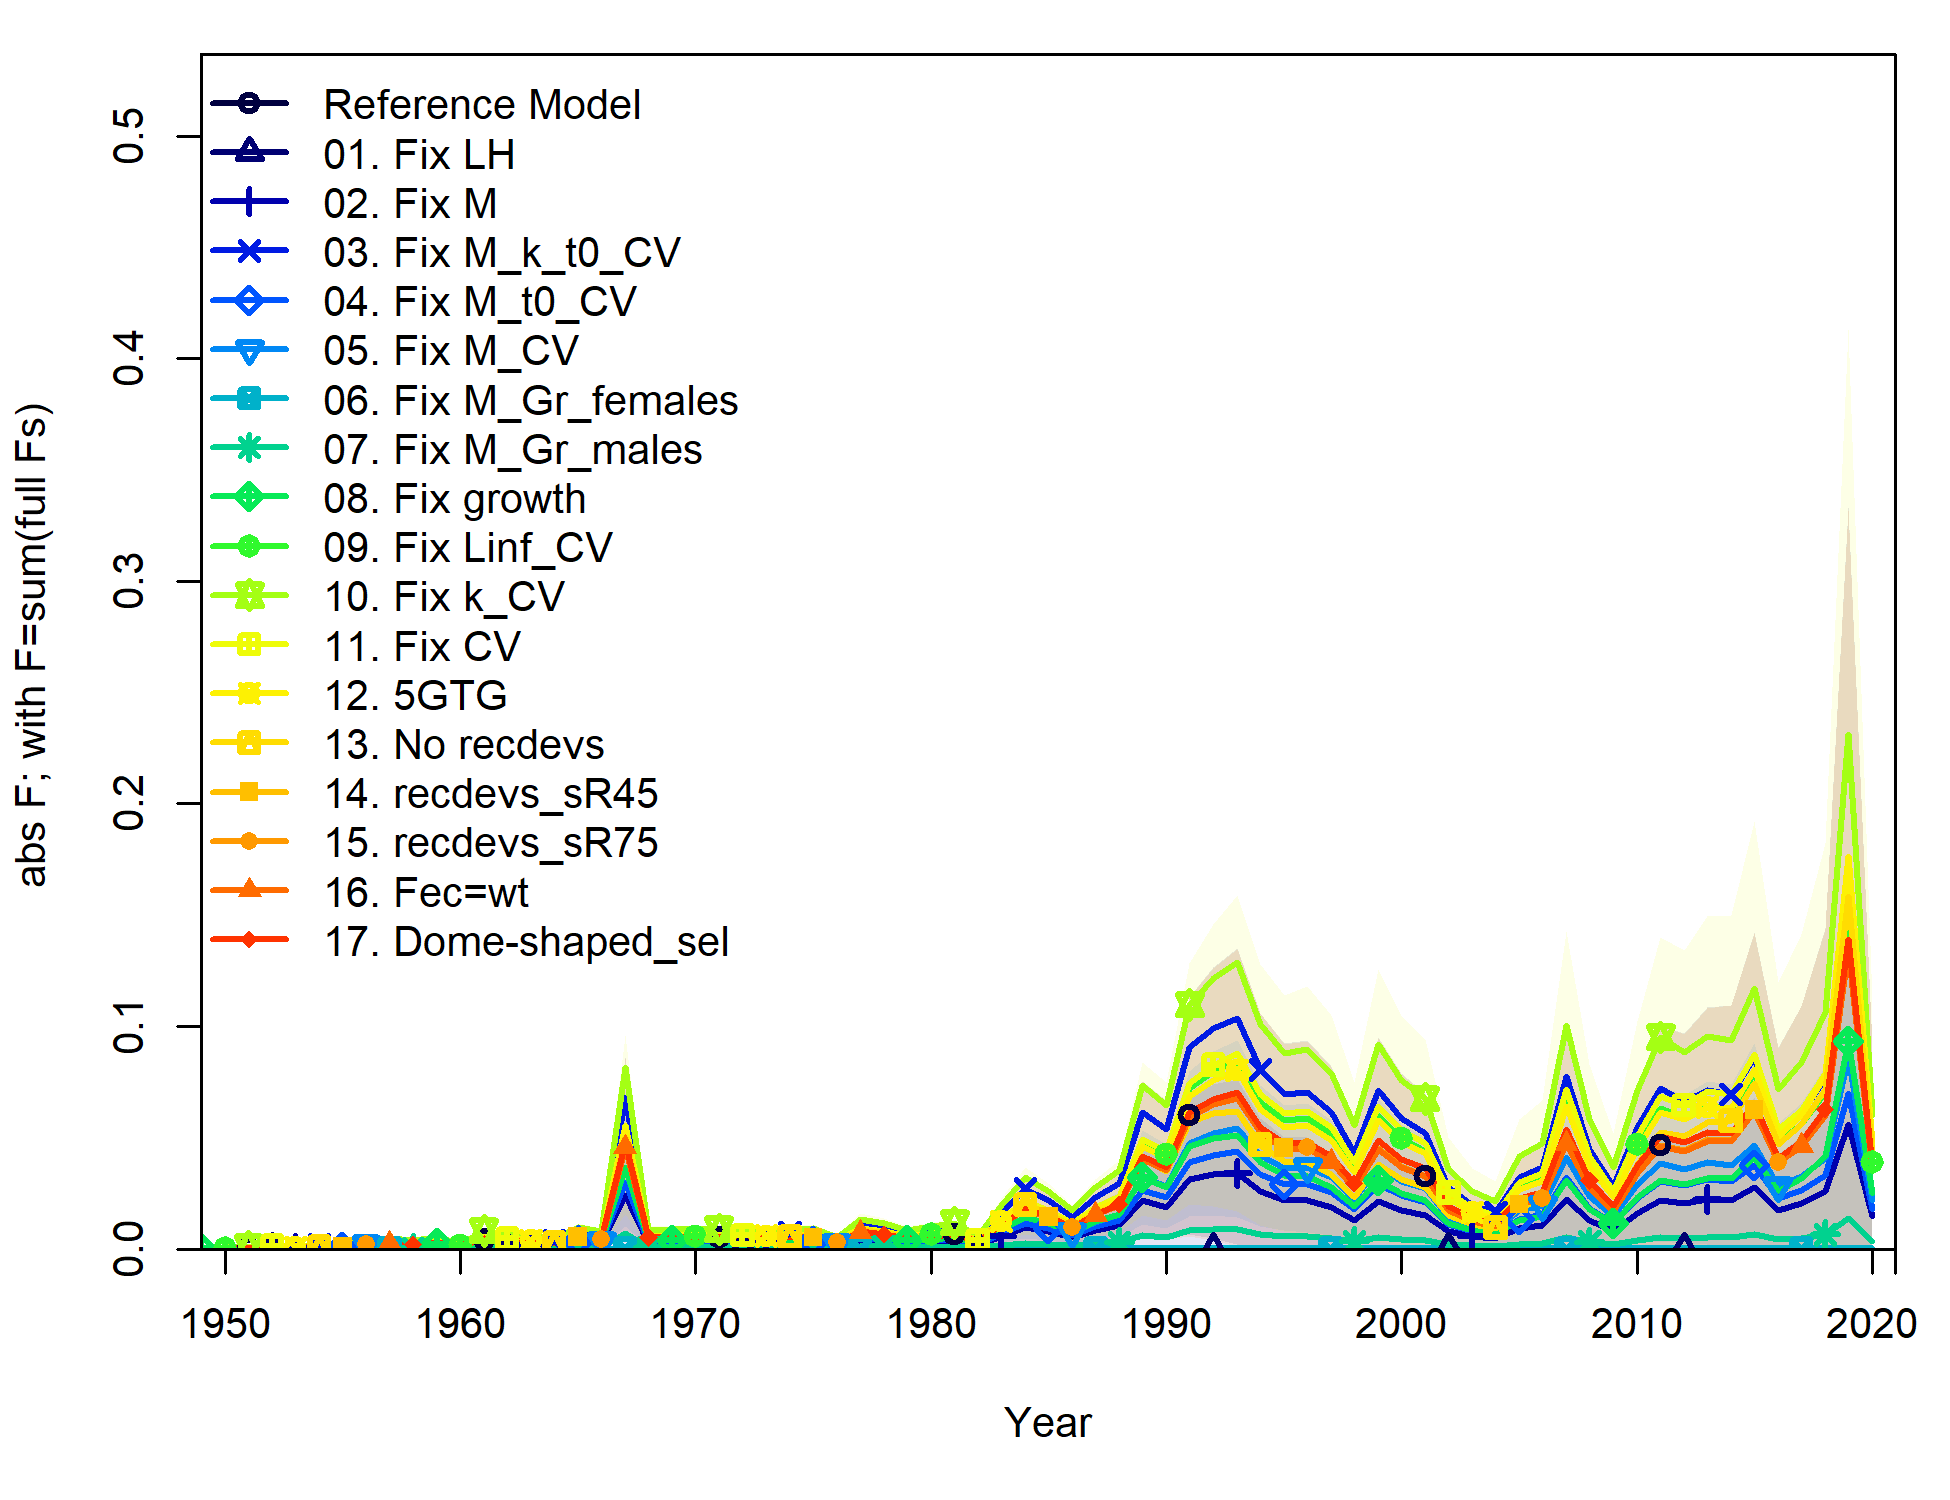 Reference Model
01. Fix LH
02. Fix M
03. Fix M_k_t0_CV
04. Fix M_t0_CV
05. Fix M_CV
06. Fix M_Gr_females
07. Fix M_Gr_males
08. Fix growth
09. Fix Linf_CV
10. Fix k_CV
11. Fix CV
12. 5GTG
13. No recdevs
14. recdevs_sR45
15. recdevs_sR75
16. Fec=wt
17. Dome-shaped_sel
abs F; with F=sum(full Fs)
0.5
0.4
0.3
0.2
0.1
0.0
1950 1960 1970 1980 1990 2000 2010 2020
Year